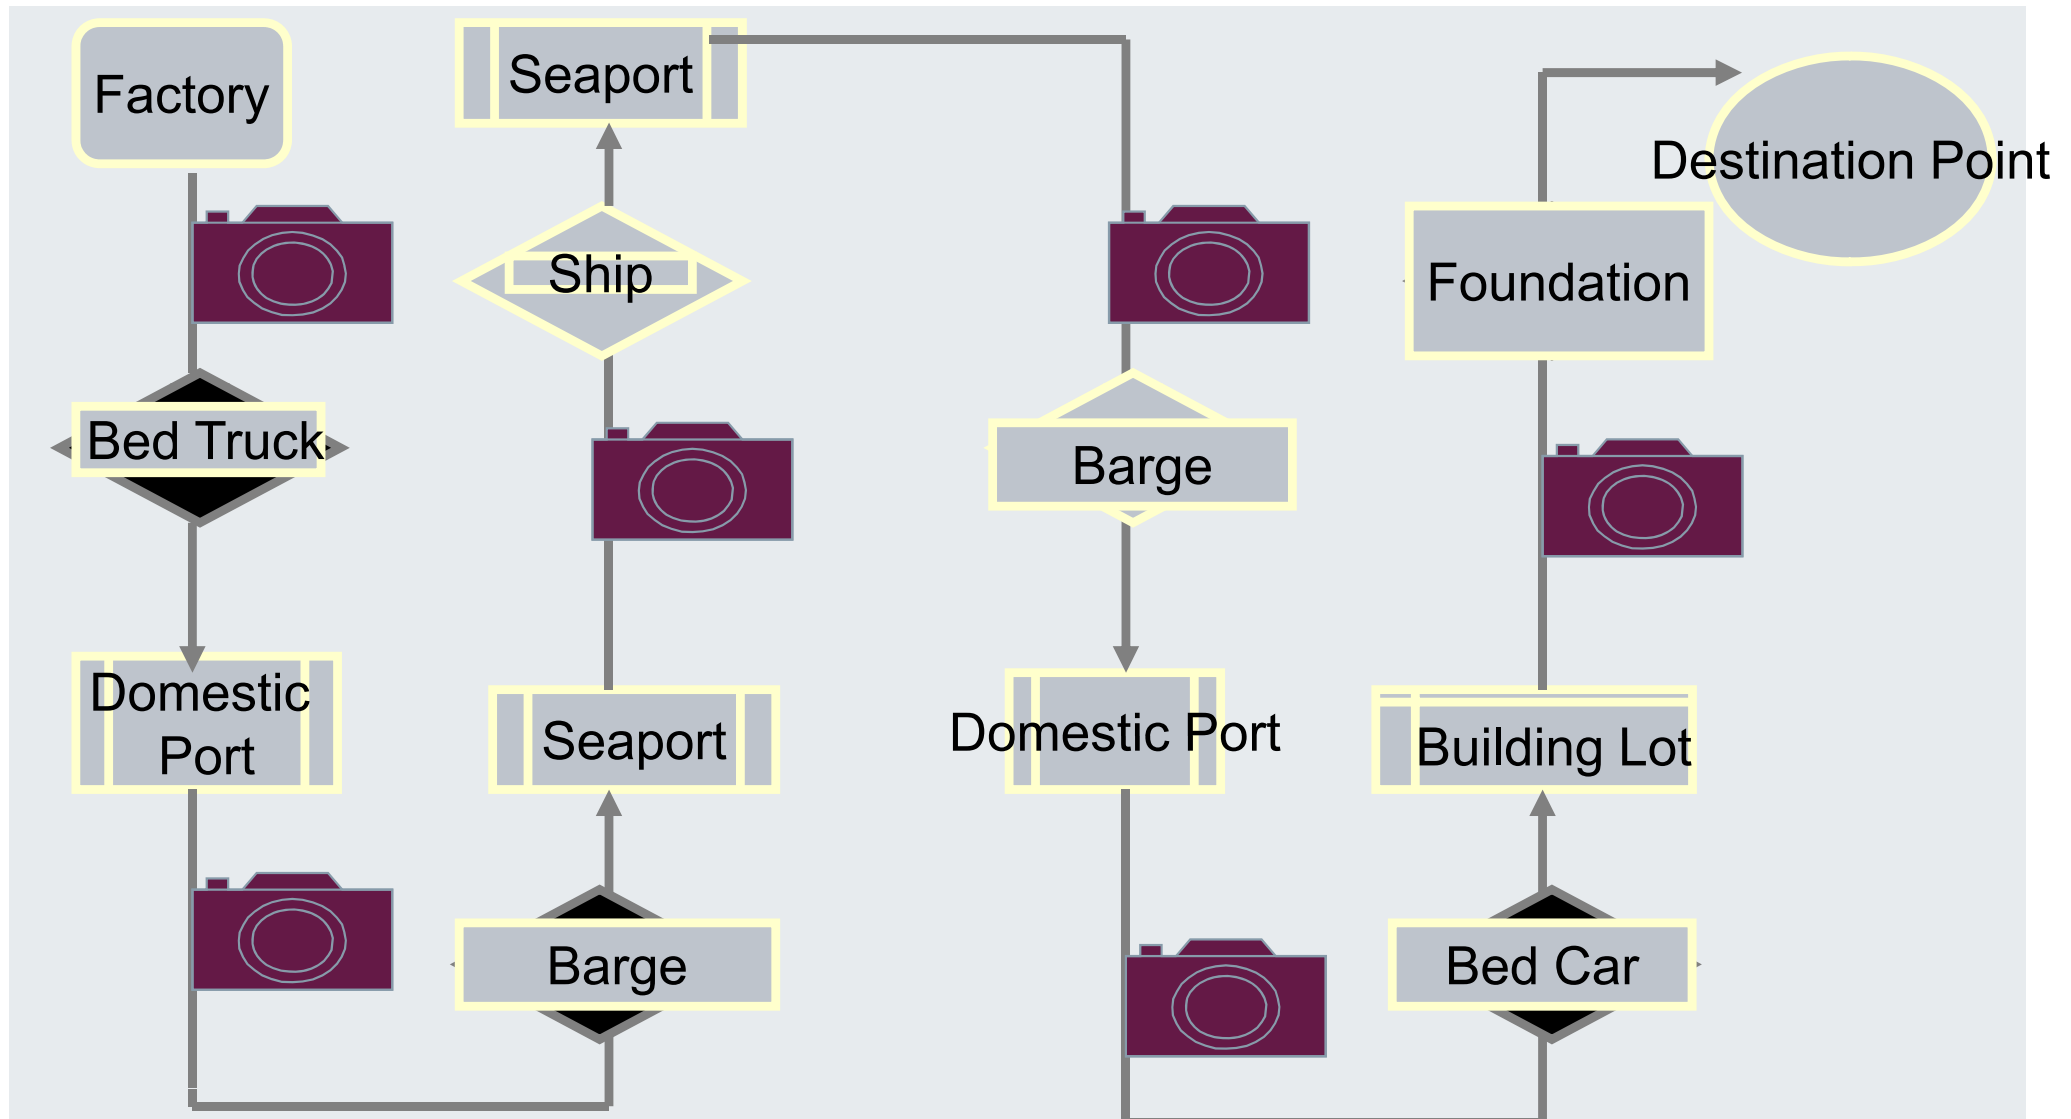 Factory
Bed Truck
Domestic
Port
Barge
Seaport
Ship
Seaport
Barge
Domestic Port
Bed Car
Building Lot
Foundation
Destination Point